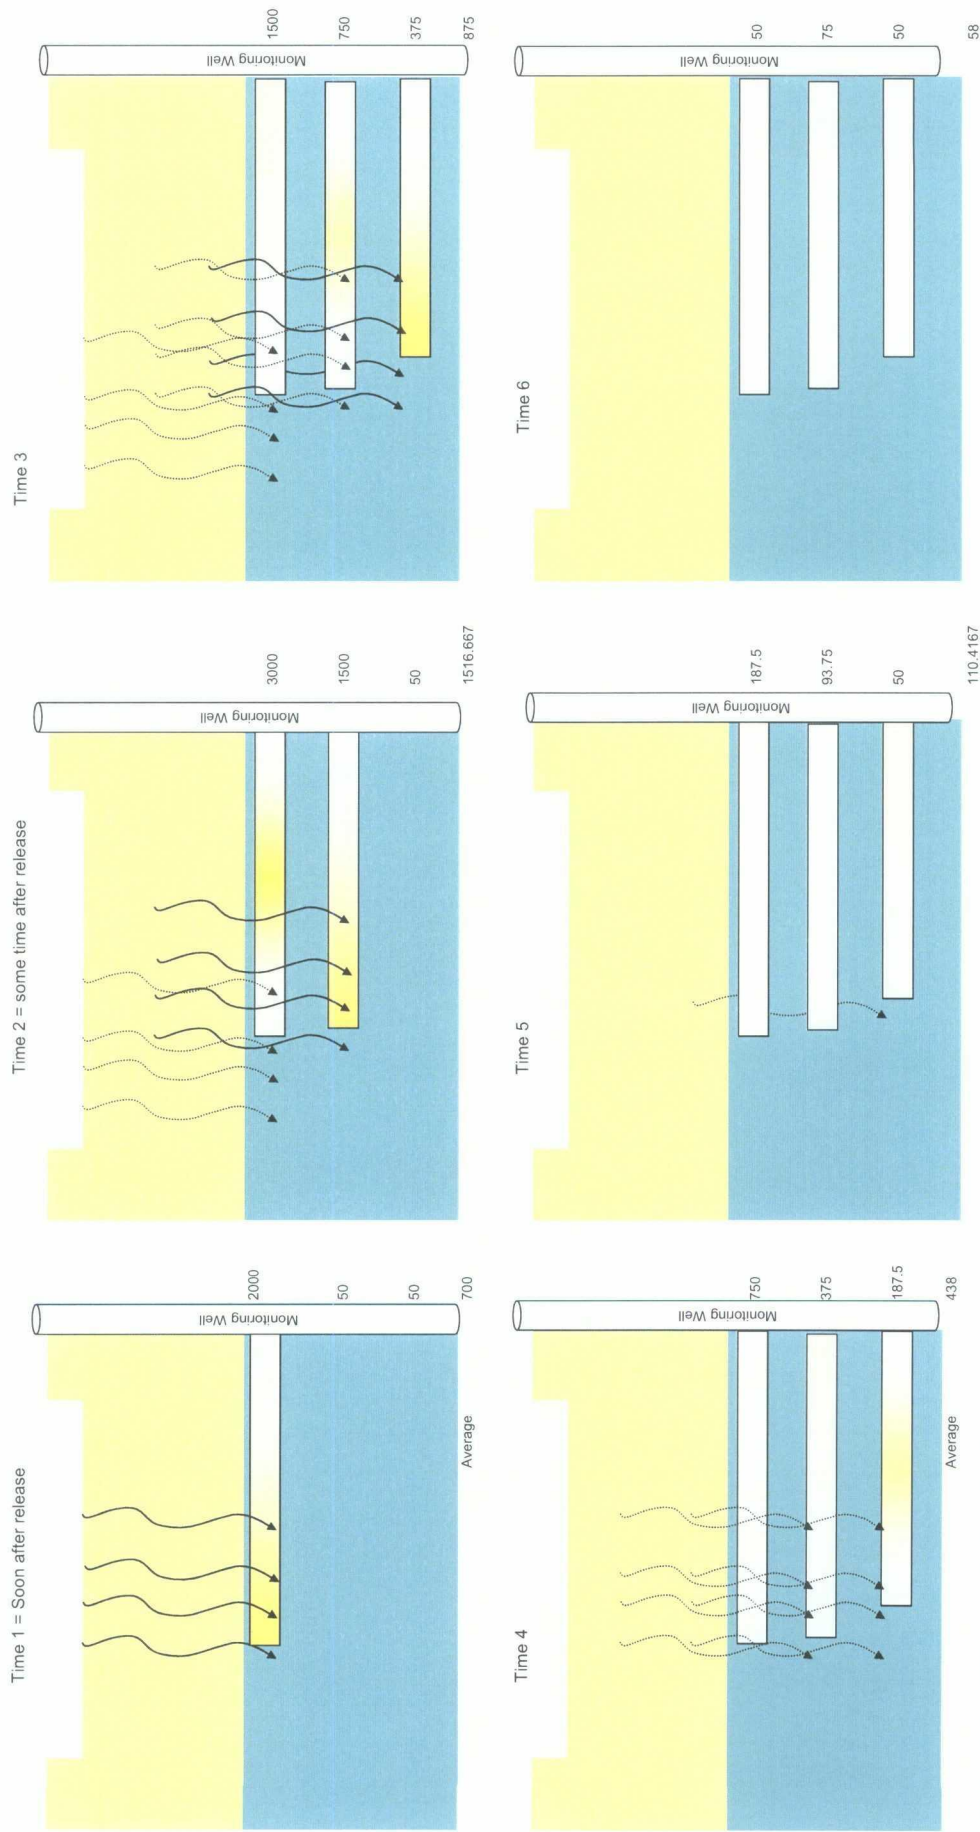 Time 1 = Soon after release
Monitoring Well
2000
50
50
Average
700
Time 2 = some time after release
Monitoring Well
3000
1500
50
1516.667
Time 3
Monitoring Well
1500
750
375
875
Time 4
Monitoring Well
750
375
187.5
Average
438
Time 5
Monitoring Well
187.5
93.75
50
110.4167
Time 6
Monitoring Well
50
75
50
58